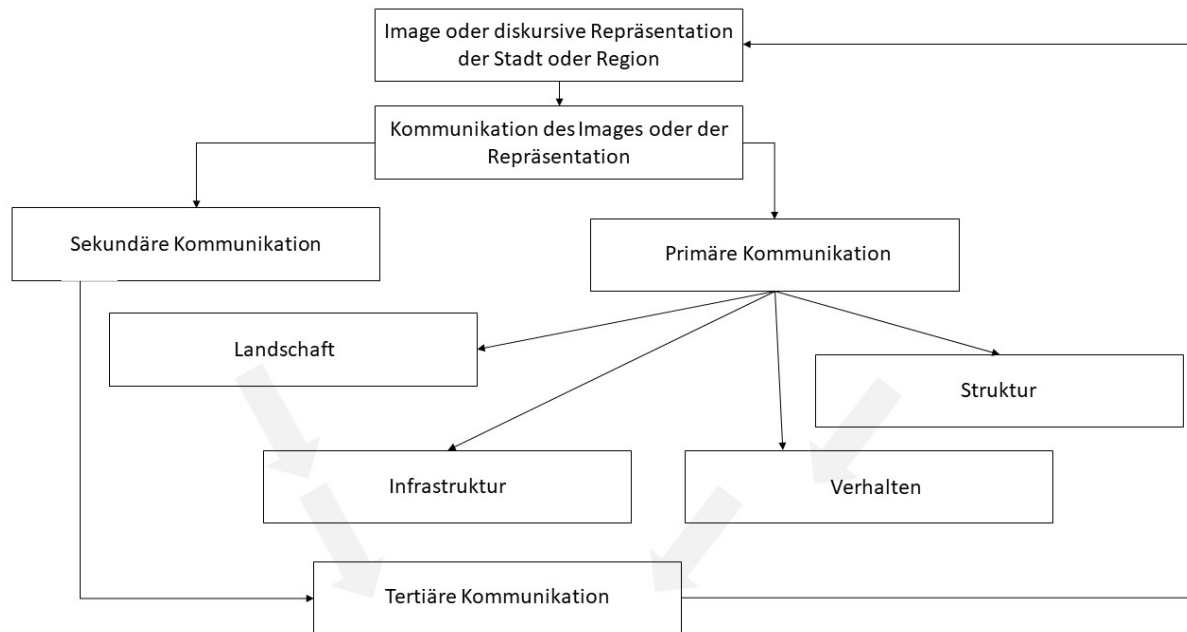 Image oder diskursive Repräsentation
der Stadt oder Region
Kommunikation des Images oder der
Repräsentation
Sekundäre Kommunikation
Primäre Kommunikation
Landschaft
Struktur
Infrastruktur
Verhalten
Tertiäre Kommunikation